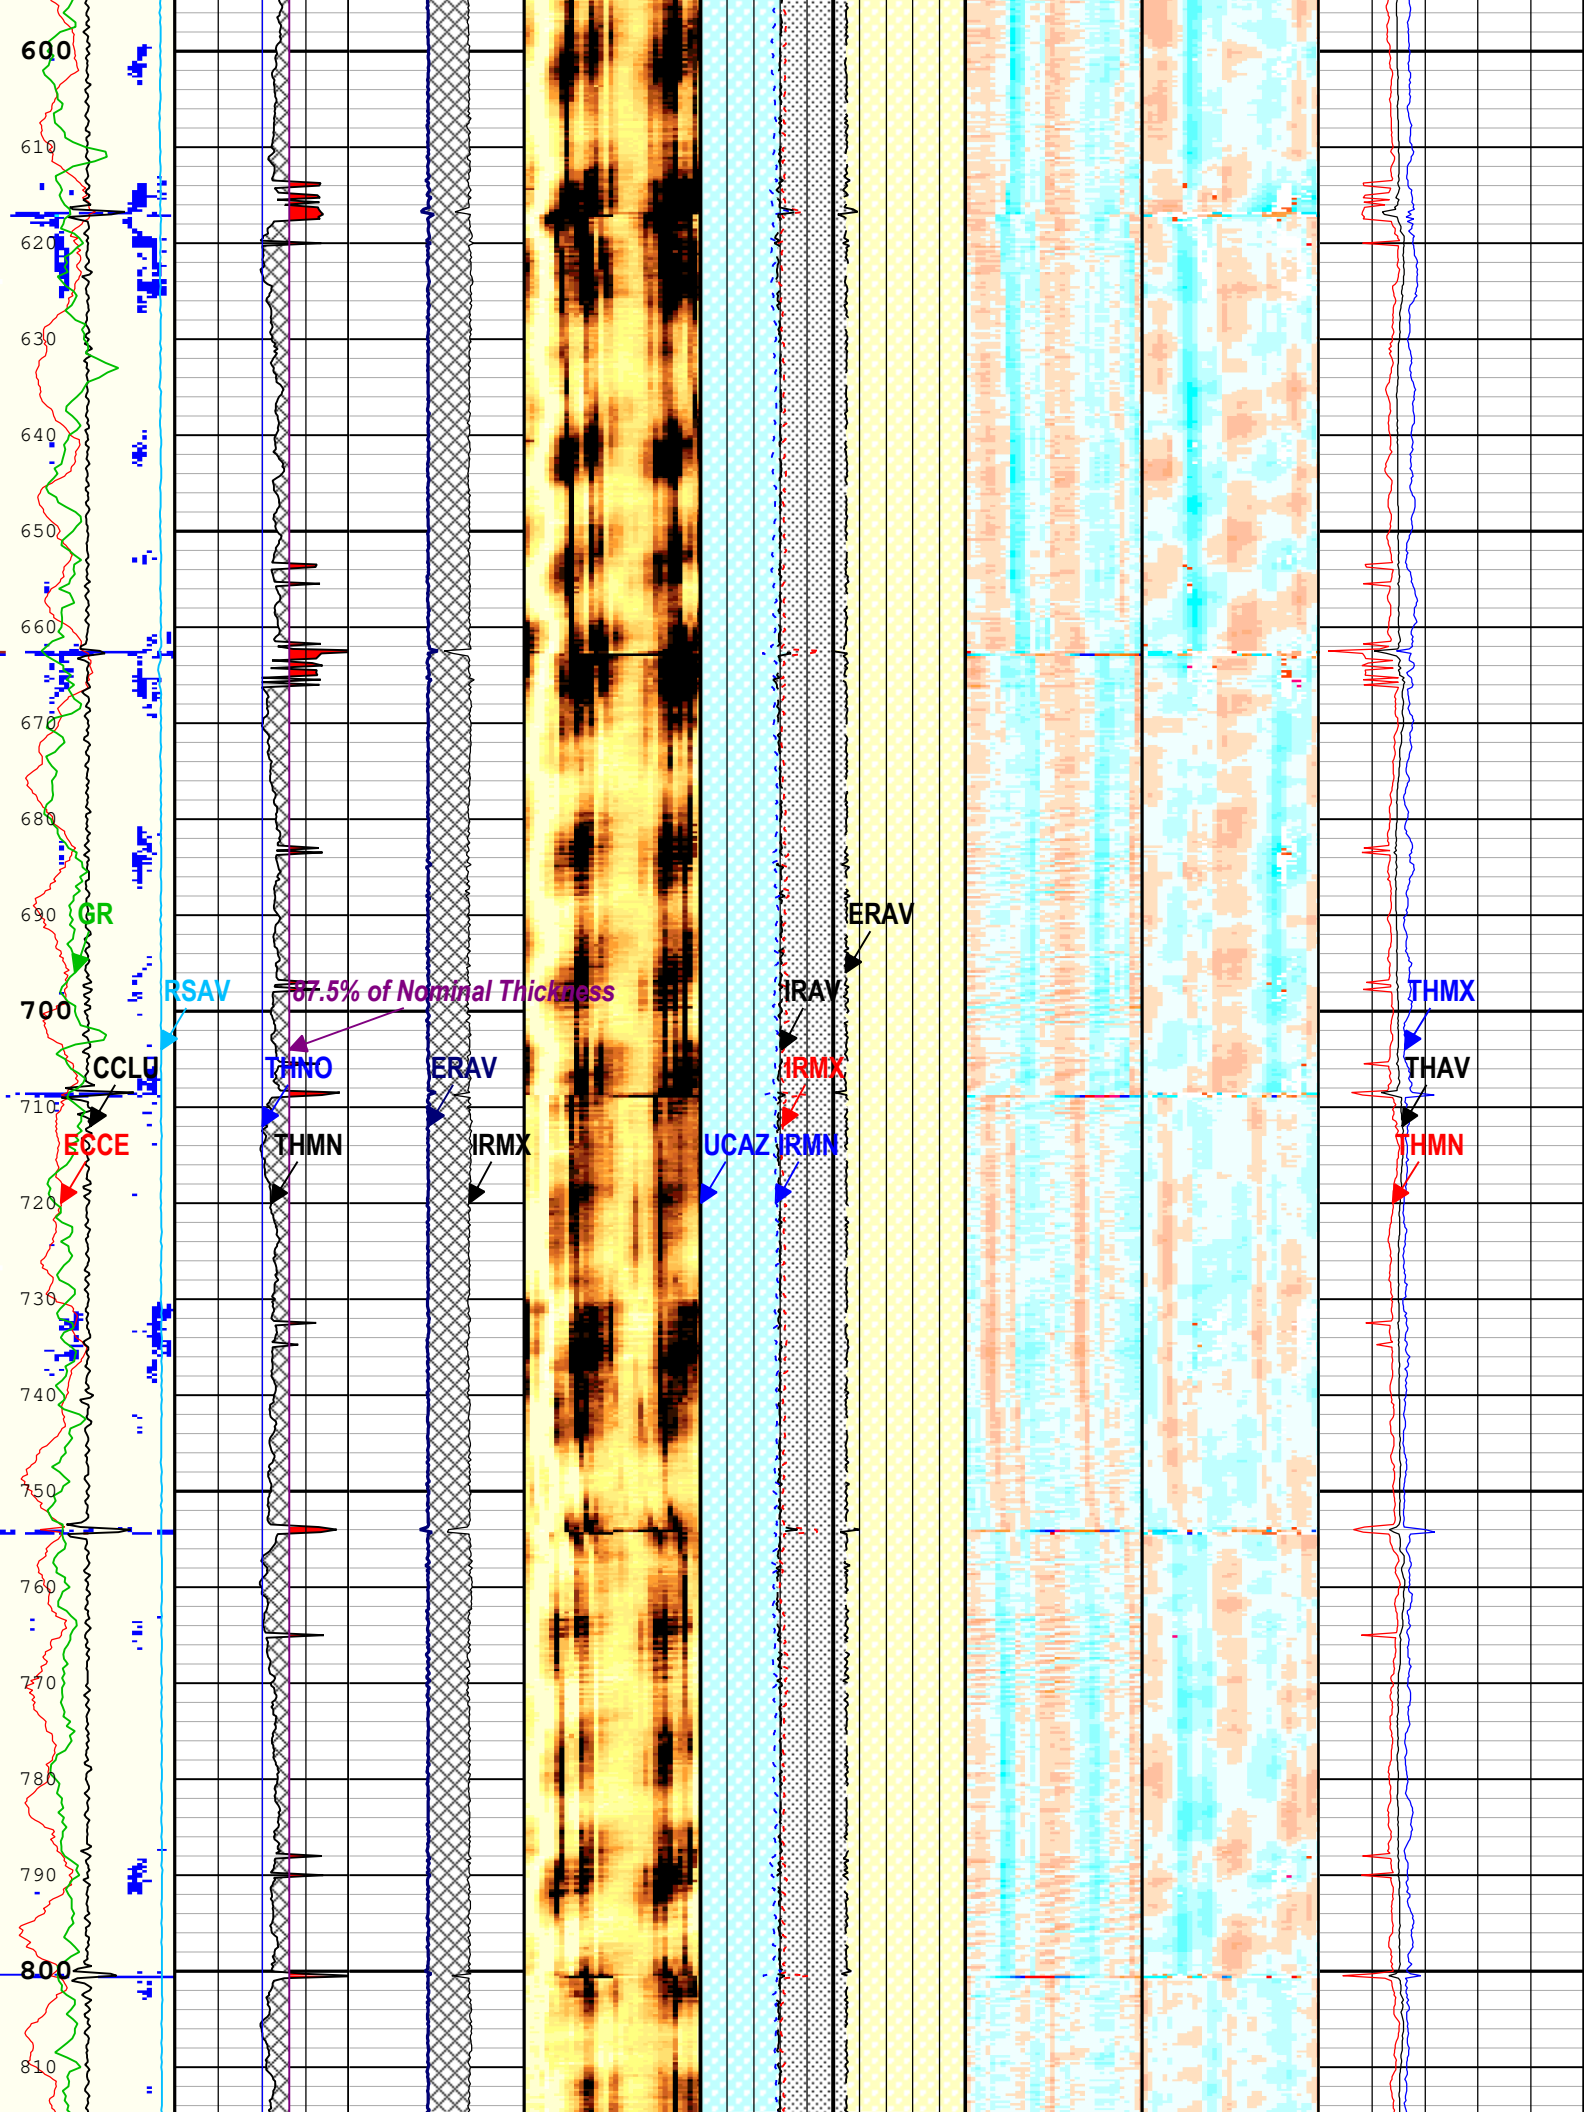 600
610
620
630
640
650
660
670
680
690
GR
ERAV
RSAV
87.5% of Nominal Thickness
IRAV
THMX
700
CCLU
THNO
ERAV
IRMX
THAV
710
ECCE
THMN
IRMX
UCAZ
IRMN
THMN
720
730
740
750
760
770
780
790
800
810